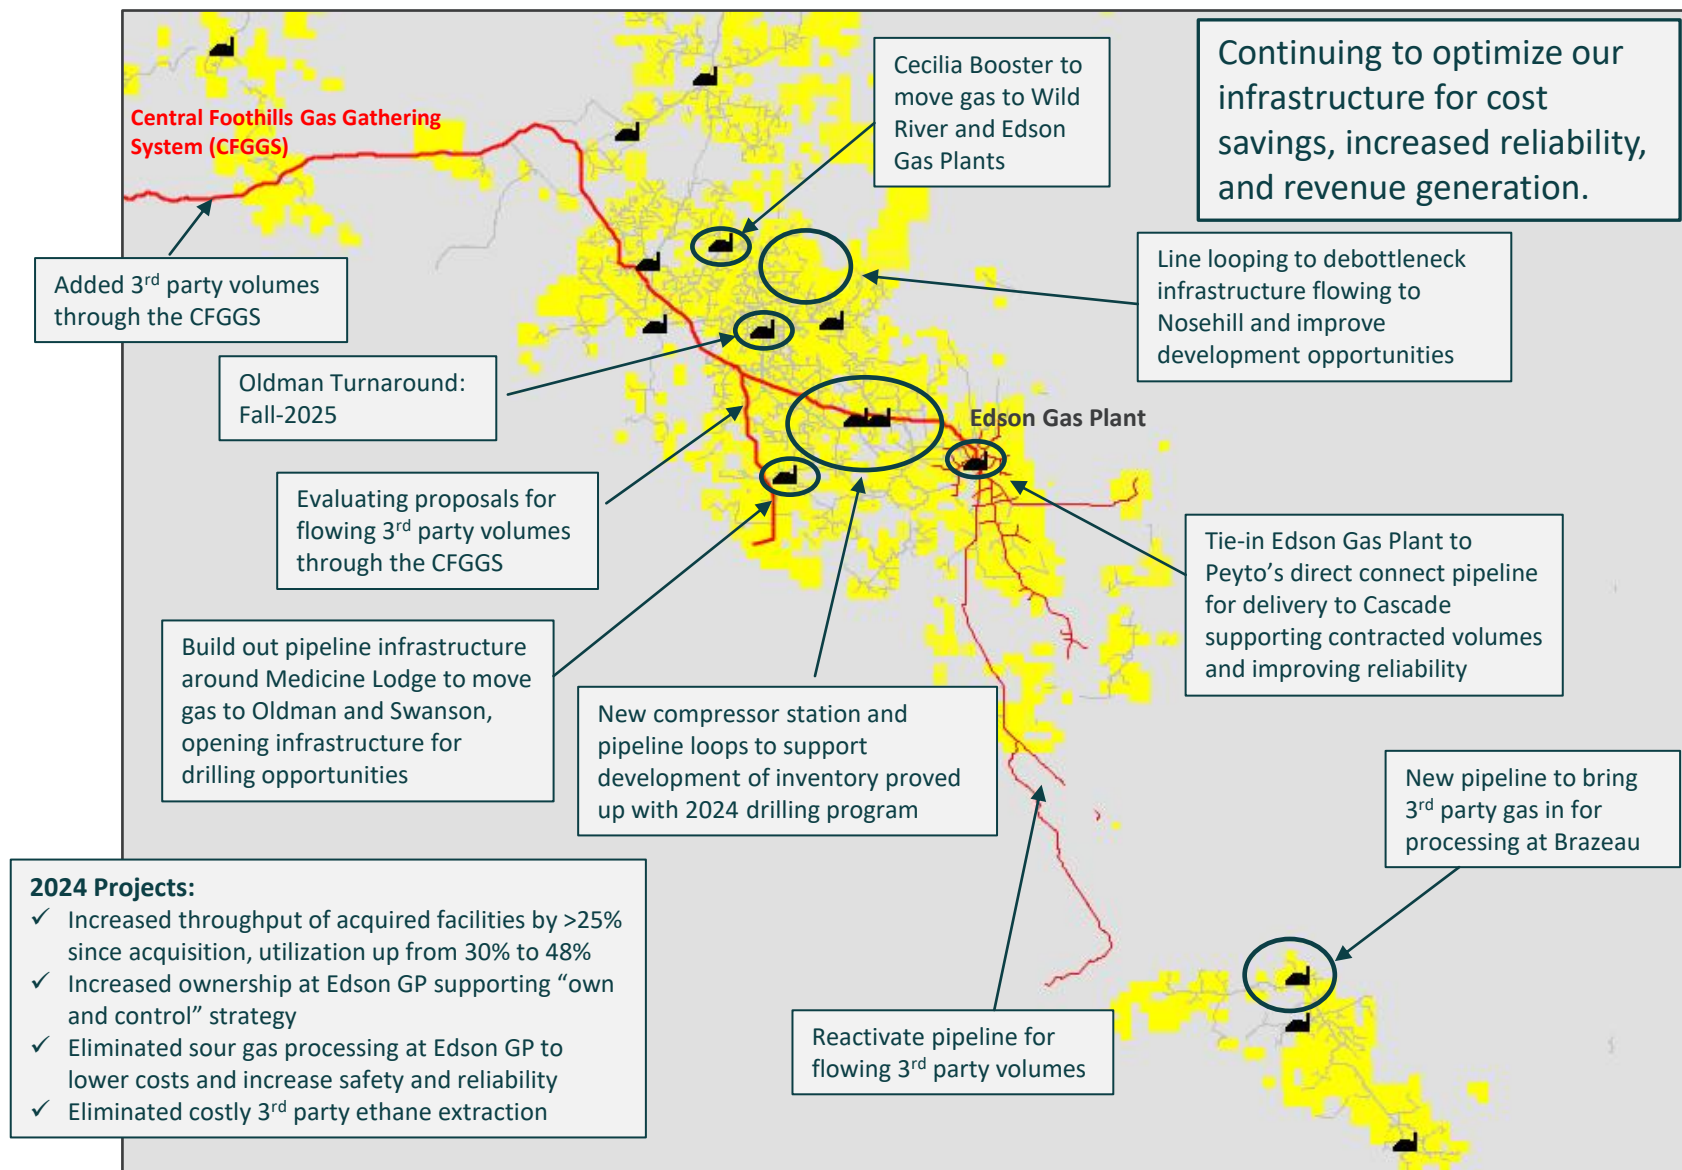 Continuing to optimize our
infrastructure for cost
savings, increased reliability,
and revenue generation.
Cecilia Booster to
move gas to Wild
River and Edson
Gas Plants
Central Foothills Gas Gathering
System (CFGGS)
Added 3rd party volumes
through the CFGGS
Line looping to debottleneck
infrastructure flowing to
Nosehill and improve
development opportunities
Oldman Turnaround:
Fall-2025
Edson Gas Plant
Evaluating proposals for
flowing 3rd party volumes
through the CFGGS
Tie-in Edson Gas Plant to
Peyto’s direct connect pipeline
for delivery to Cascade
supporting contracted volumes
and improving reliability
Build out pipeline infrastructure
around Medicine Lodge to move
gas to Oldman and Swanson,
opening infrastructure for
drilling opportunities
New compressor station and
pipeline loops to support
development of inventory proved
up with 2024 drilling program
New pipeline to bring
3rd party gas in for
processing at Brazeau
2024 Projects:
✓ Increased throughput of acquired facilities by >25%
since acquisition, utilization up from 30% to 48%
✓ Increased ownership at Edson GP supporting “own
and control” strategy
✓ Eliminated sour gas processing at Edson GP to
lower costs and increase safety and reliability
✓ Eliminated costly 3rd party ethane extraction
Reactivate pipeline for
flowing 3rd party volumes